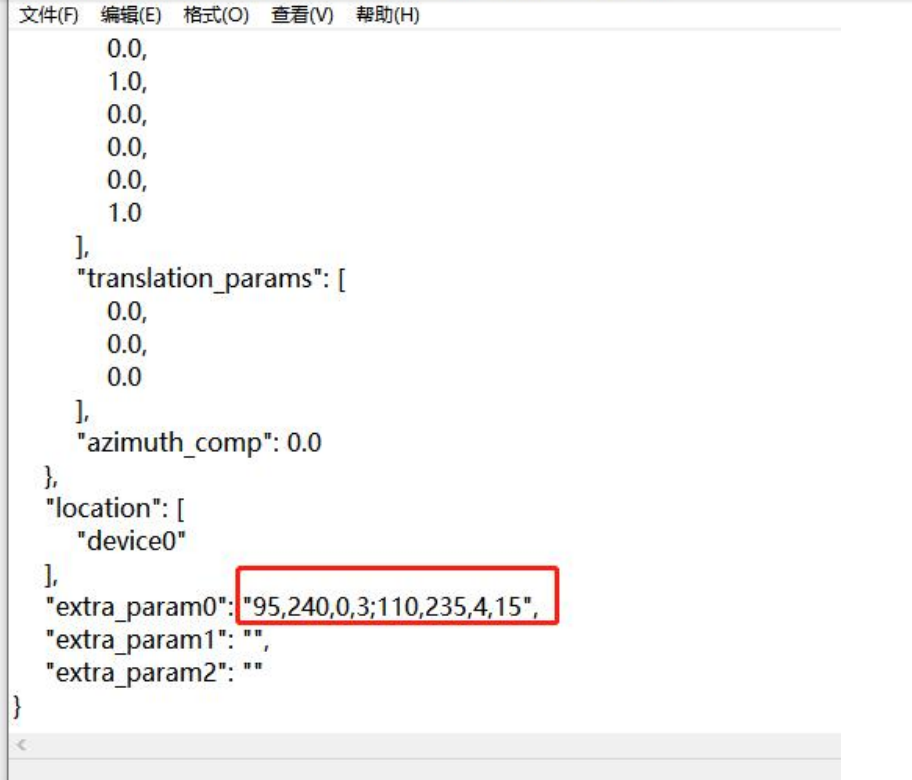 文件(F) 编辑(E) 格式(O) 查看(V) 帮助(H)
0.0,
1.0,
0.0,
0.0,
0.0,
1.0
],
"translation_params": [
0.0,
0.0,
0.0
],
"azimuth_comp": 0.0
},
"location": [
"device0"
],
"extra_param0": "95,240,0,3;110,235,4,15",
"extra_param1": "",
"extra_param2": ""
}